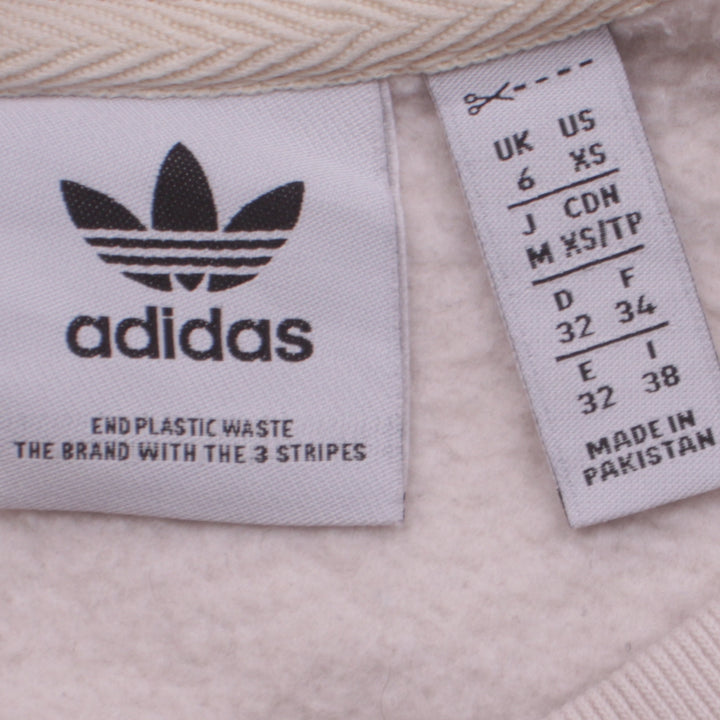 adidas
END PLASTIC WASTE
THE BRAND WITH THE 3 STRIPES
UK US
6 XS
J CDN
M XS/TP
D F
32 34
E I
32 38
MADE IN
PAKISTAN